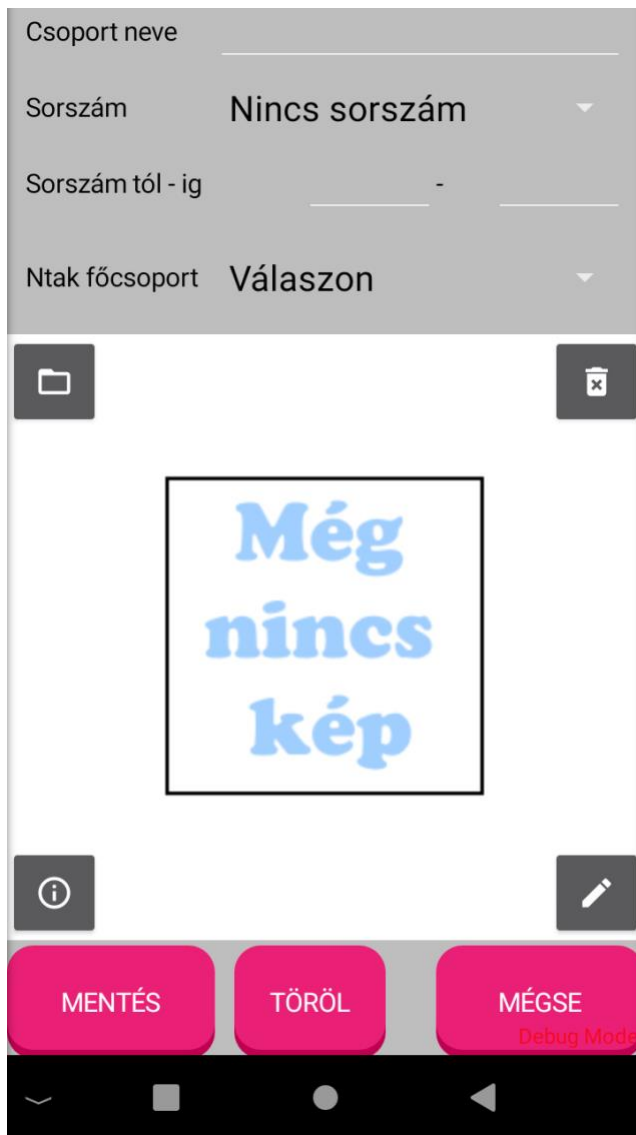 Csoport neve
Sorszám Nincs sorszám
Sorszám tól - ig -
Ntak főcsoport Válaszon
Még
nincs
kép
MENTÉS TÖRÖL MÉGSE
Debug Mode